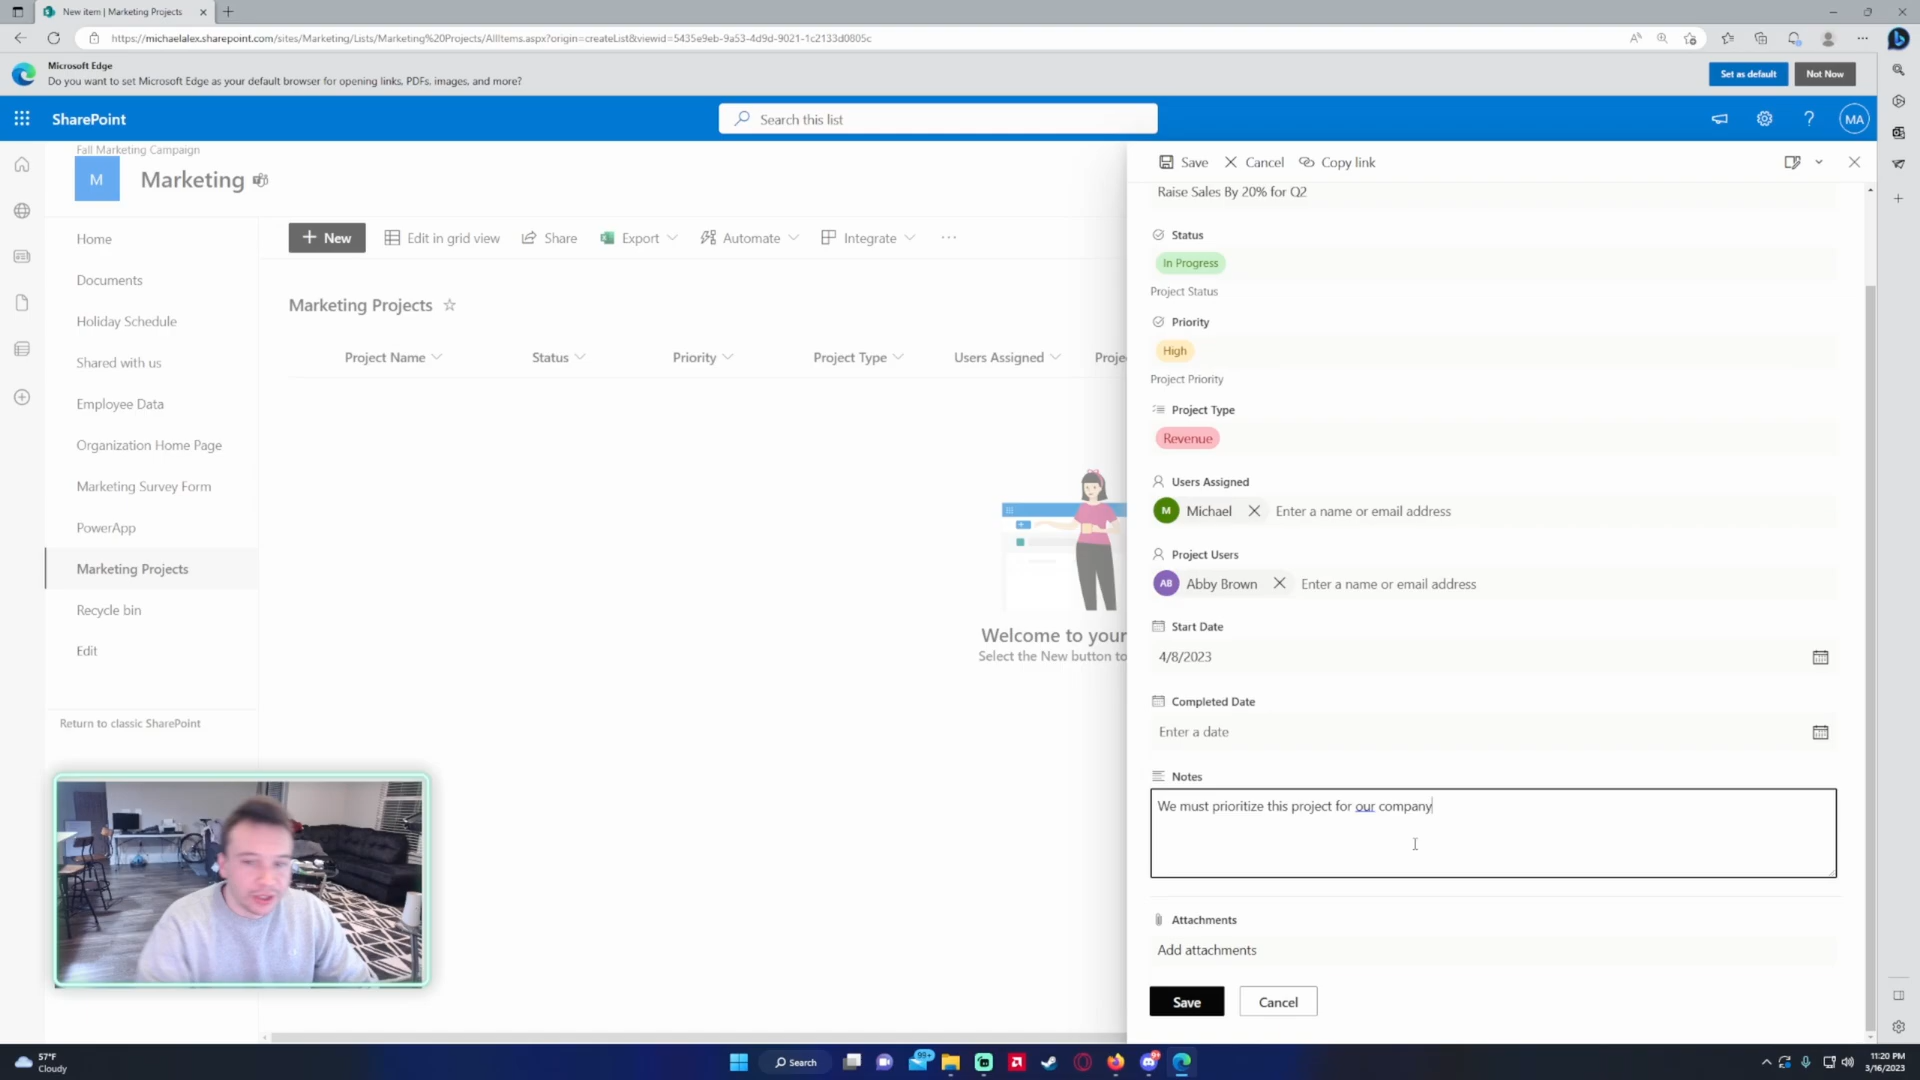 New item | Marketing Projects
https://michaelalex.sharepoint.com/sites/Marketing/Lists/Marketing%20Projects/AllItems.aspx?origin=createList&viewid=5435e9eb-9a53-4d9d-9021-1c2133d0805c
Microsoft Edge
Do you want to set Microsoft Edge as your default browser for opening links, PDFs, images, and more?
Set as default
Not Now
SharePoint
Search this list
MA
Fall Marketing Campaign
M
Marketing
Home
Documents
Holiday Schedule
Shared with us
Employee Data
Organization Home Page
Marketing Survey Form
PowerApp
Marketing Projects
Recycle bin
Edit
Return to classic SharePoint
New
Edit in grid view
Share
Export
Automate
Integrate
Marketing Projects
Project Name
Status
Priority
Project Type
Users Assigned
Proje
Welcome to your
Select the New button to
Save
Cancel
Copy link
Raise Sales By 20% for Q2
Status
In Progress
Project Status
Priority
High
Project Priority
Project Type
Revenue
Users Assigned
M
Michael
Enter a name or email address
Project Users
AB
Abby Brown
Enter a name or email address
Start Date
4/8/2023
Completed Date
Enter a date
Notes
We must prioritize this project for our company
Attachments
Add attachments
Save
Cancel
57°F
Cloudy
Search
99+
11:20 PM
3/16/2023